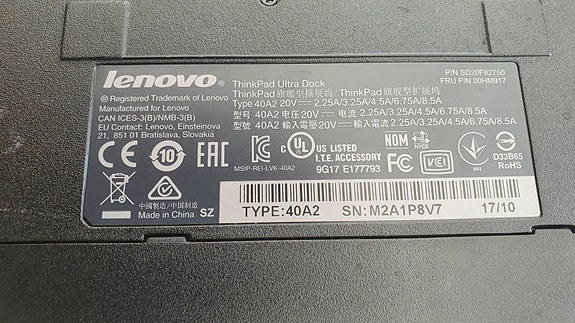 lenovo®
ThinkPad Ultra Dock
ThinkPad旗艦型擴展塢/ThinkPad旗舰型扩展坞
P/N SD20F82750
FRU P/N 00HM917
® Registered Trademark of Lenovo
Manufactured for Lenovo
CAN ICES-3(B)/NMB-3(B)
EU Contact: Lenovo, Einsteinova
21, 851 01 Bratislava, Slovakia
Type 40A2 20V 2.25A/3.25A/4.5A/6.75A/8.5A
型号 40A2 电压20V 电流 2.25A/3.25A/4.5A/6.75A/8.5A
型號 40A2 輸入電壓20V 輸入電流 2.25A/3.25A/4.5A/6.75A/8.5A
CE 10 EAC
MSIP-REI-LVK-40A2
c UL US LISTED
I.T.E. ACCESSORY
9G17 E177793
NOM
NYCE
FC VCI
D33B65
RoHS
製造/中国制造
Made in China SZ
TYPE:40A2 SN:M2A1P8V7 17/10